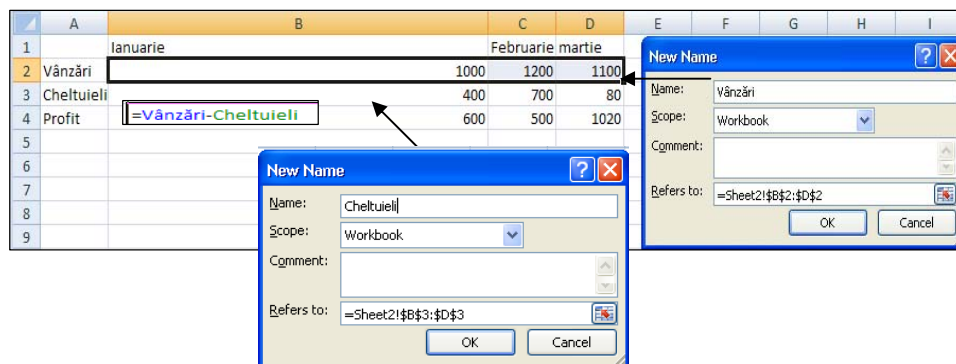 A B C D E F G H I
1 Ianuarie Februarie martie
2 Vânzări 1000 1200 1100
3 Cheltuieli 400 700 80
4 Profit =Vânzări-Cheltuieli 600 500 1020
5
6
7
8
9
New Name
Name: Vânzări
Scope: Workbook
Comment:
Refers to: =Sheet2!$B$2:$D$2
OK Cancel
New Name
Name: Cheltuieli
Scope: Workbook
Comment:
Refers to: =Sheet2!$B$3:$D$3
OK Cancel